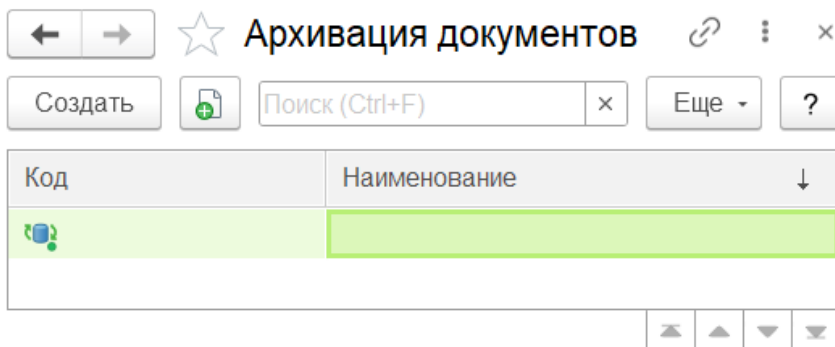 Архивация документов
Создать Поиск (Ctrl+F) × Еще ?
Код Наименование ↓